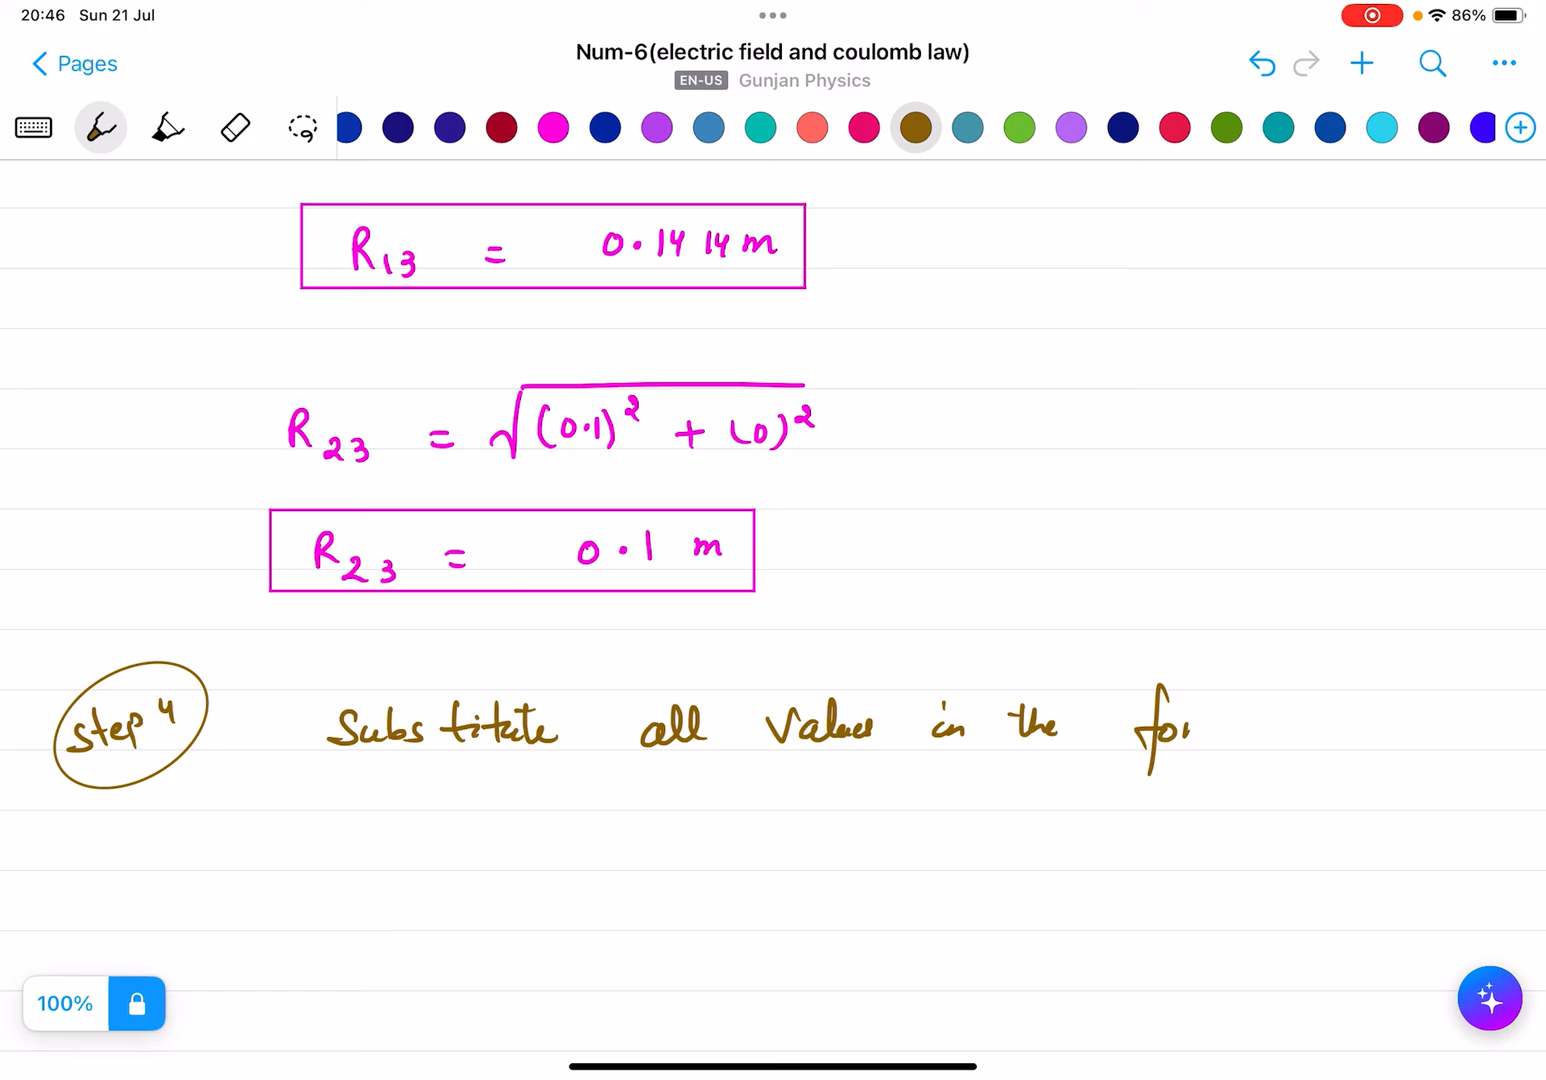 20:46 Sun 21 Jul
86%
Pages
Num-6(electric field and coulomb law)
EN-US Gunjan Physics
R₁₃ = 0.1414 m
R₂₃ = √(0.1)² + (0)²
R₂₃ = 0.1 m
Step 4 Substitute all values in the for
100%